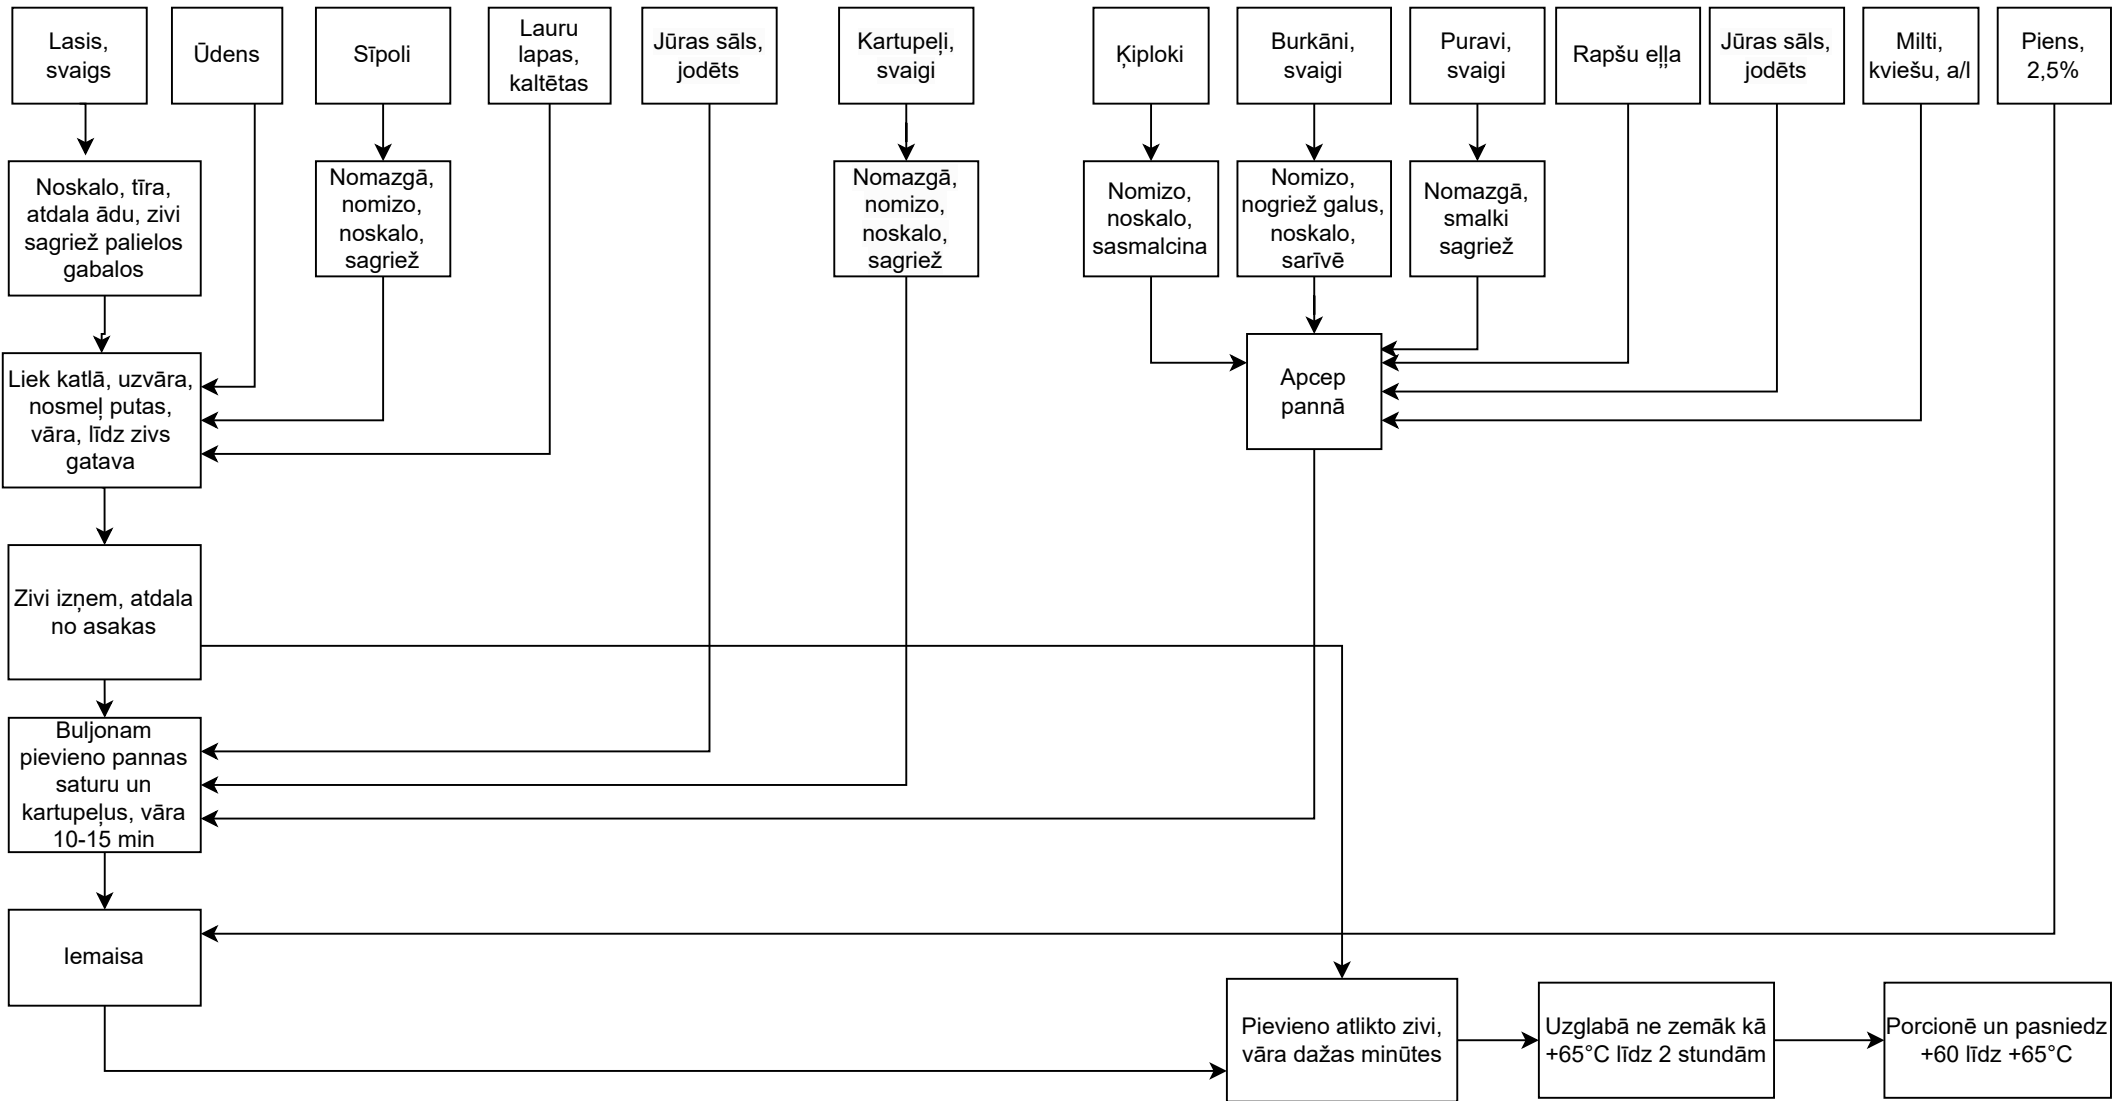 Lasis,
svaigs
Ūdens
Sīpoli
Lauru
lapas,
kaltētas
Jūras sāls,
jodēts
Kartupeļi,
svaigi
Ķiploki
Burkāni,
svaigi
Puravi,
svaigi
Rapšu eļļa
Jūras sāls,
jodēts
Milti,
kviešu, a/l
Piens,
2,5%
Noskalo, tīra,
atdala ādu, zivi
sagriež palielos
gabalos
Nomazgā,
nomizo,
noskalo,
sagriež
Nomazgā,
nomizo,
noskalo,
sagriež
Nomizo,
noskalo,
sasmalcina
Nomizo,
nogriež galus,
noskalo,
sarīvē
Nomazgā,
smalki
sagriež
Liek katlā, uzvāra,
nosmeļ putas,
vāra, līdz zivs
gatava
Apcep
pannā
Zivi izņem, atdala
no asakas
Buljonam
pievieno pannas
saturu un
kartupeļus, vāra
10-15 min
Iemaisa
Pievieno atlikto zivi,
vāra dažas minūtes
Uzglabā ne zemāk kā
+65°C līdz 2 stundām
Porcionē un pasniedz
+60 līdz +65°C